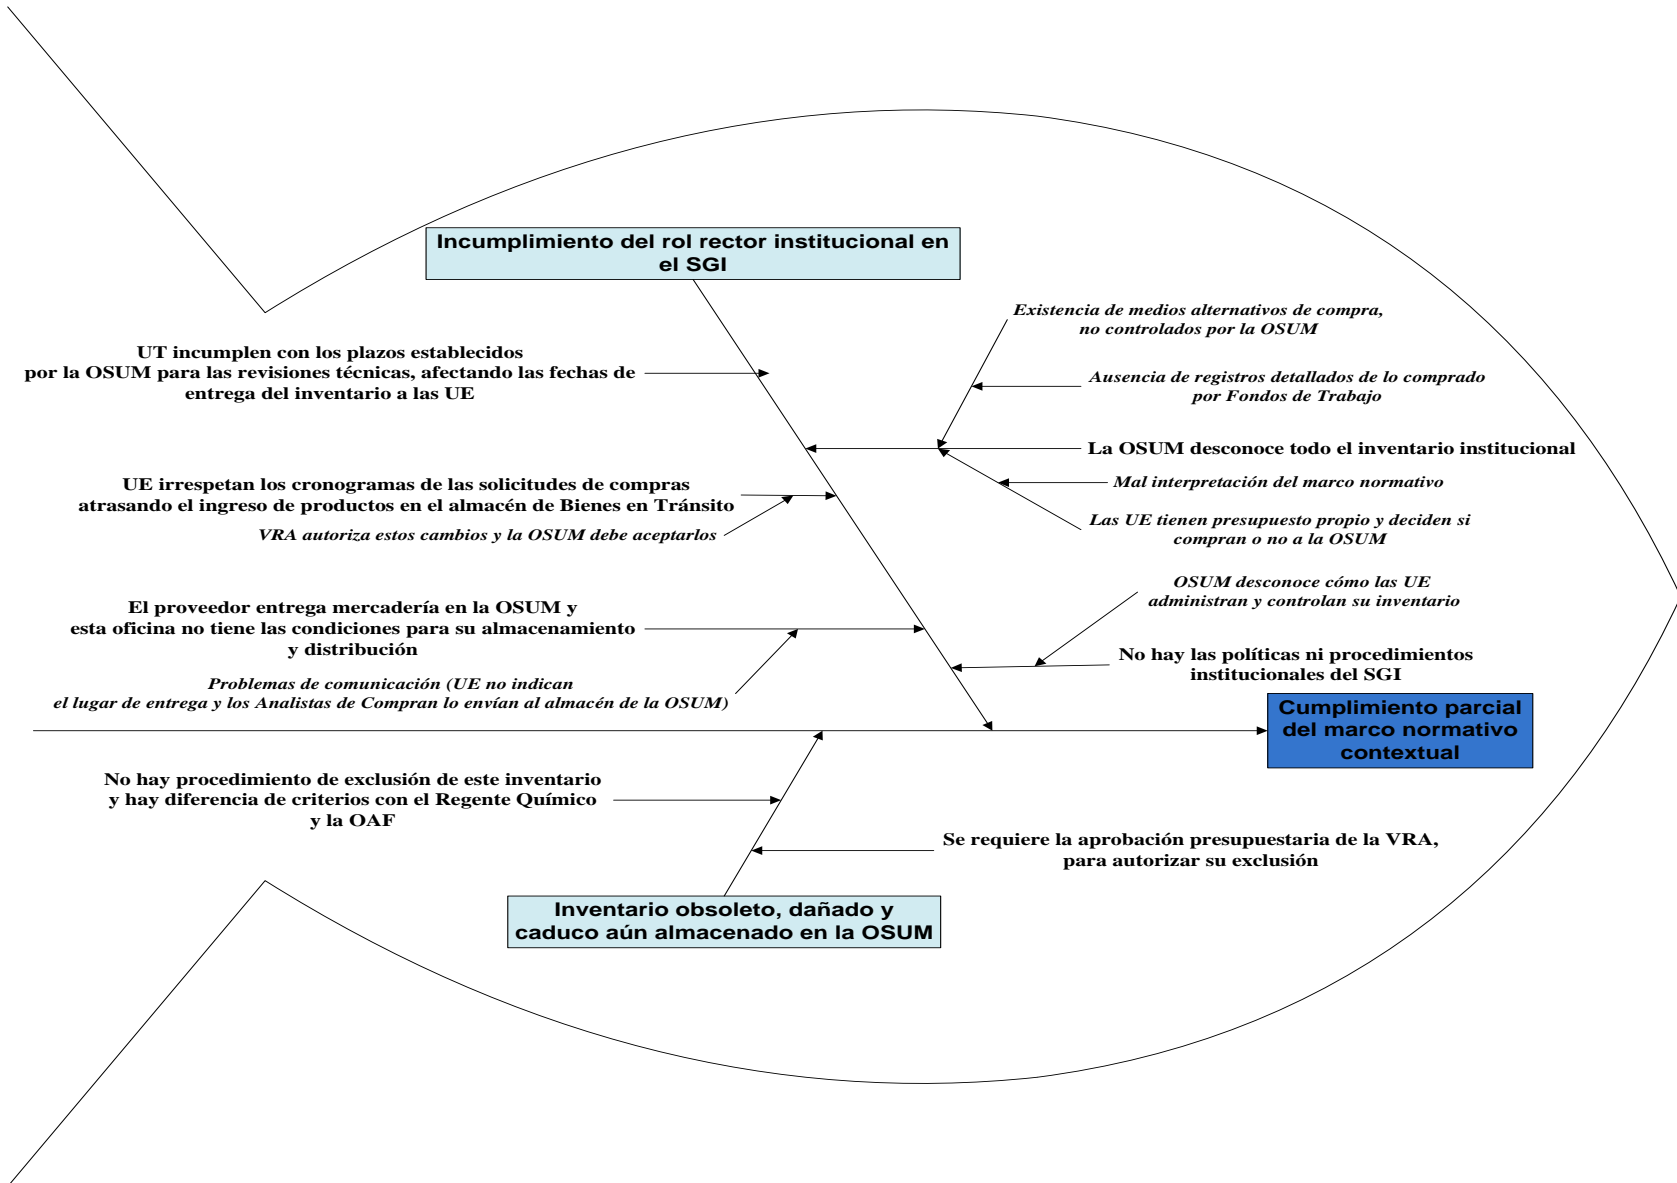 Incumplimiento del rol rector institucional en
el SGI
UT incumplen con los plazos establecidos
por la OSUM para las revisiones técnicas, afectando las fechas de
entrega del inventario a las UE
UE irrespetan los cronogramas de las solicitudes de compras
atrasando el ingreso de productos en el almacén de Bienes en Tránsito
VRA autoriza estos cambios y la OSUM debe aceptarlos
El proveedor entrega mercadería en la OSUM y
esta oficina no tiene las condiciones para su almacenamiento
y distribución
Problemas de comunicación (UE no indican
el lugar de entrega y los Analistas de Compran lo envían al almacén de la OSUM)
Existencia de medios alternativos de compra,
no controlados por la OSUM
Ausencia de registros detallados de lo comprado
por Fondos de Trabajo
La OSUM desconoce todo el inventario institucional
Mal interpretación del marco normativo
Las UE tienen presupuesto propio y deciden si
compran o no a la OSUM
OSUM desconoce cómo las UE
administran y controlan su inventario
No hay las políticas ni procedimientos
institucionales del SGI
Cumplimiento parcial
del marco normativo
contextual
No hay procedimiento de exclusión de este inventario
y hay diferencia de criterios con el Regente Químico
y la OAF
Se requiere la aprobación presupuestaria de la VRA,
para autorizar su exclusión
Inventario obsoleto, dañado y
caduco aún almacenado en la OSUM